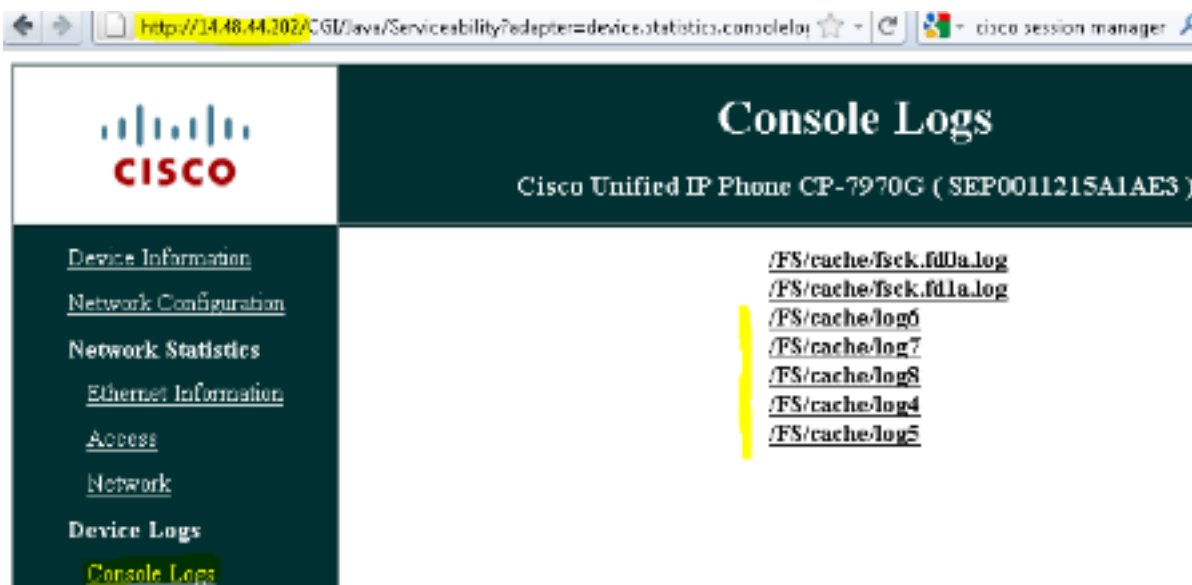 http://14.48.44.202/CGI/Java/Serviceability?adapter=device.statistics.consolelog
cisco session manager
CISCO
Console Logs
Cisco Unified IP Phone CP-7970G ( SEP0011215A1AE3 )
Device Information
Network Configuration
Network Statistics
Ethernet Information
Access
Network
Device Logs
Console Logs
/FS/cache/fsck.fd0a.log
/FS/cache/fsck.fd1a.log
/FS/cache/log6
/FS/cache/log7
/FS/cache/log8
/FS/cache/log4
/FS/cache/log5